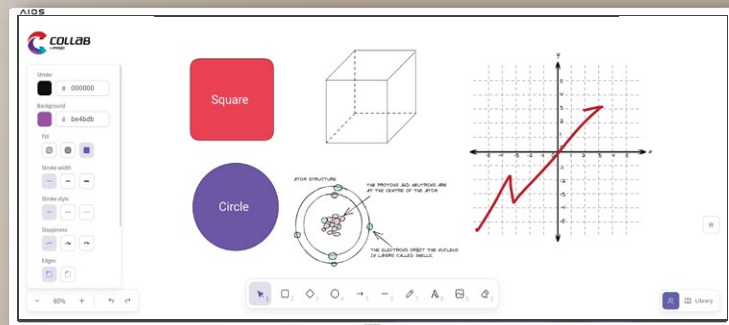 AIOS
COLLAB
Stroke
# 000000
Background
# be4bdb
Fill
Stroke width
Stroke style
Sloppiness
Edges
60%
Square
Circle
ATOM STRUCTURE
THE PROTONS AND NEUTRONS ARE
AT THE CENTRE OF THE ATOM
THE ELECTRONS ORBIT THE NUCLEUS
IN LAYERS CALLED SHELLS.
Y
X
Library